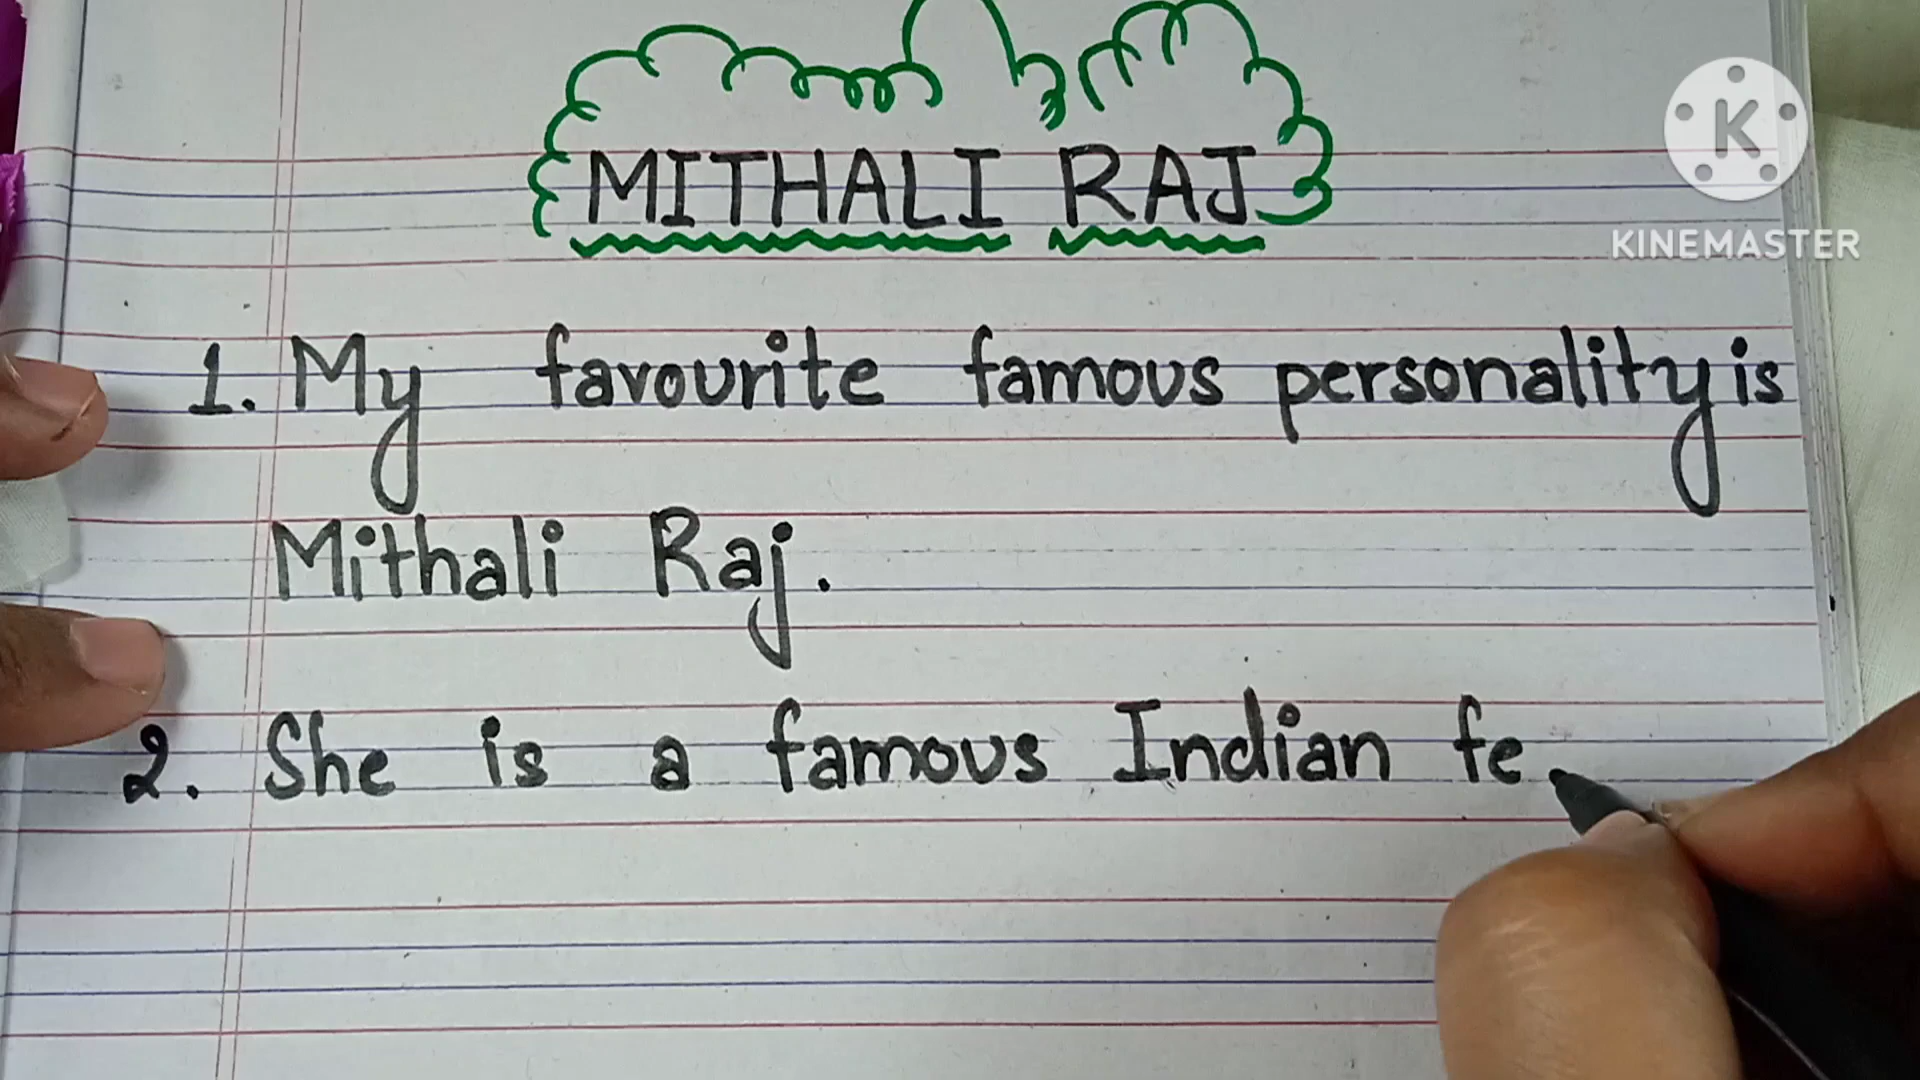 MITHALI RAJ
K
KINEMASTER
1. My favourite famous personality is
Mithali Raj.
2. She is a famous Indian fe